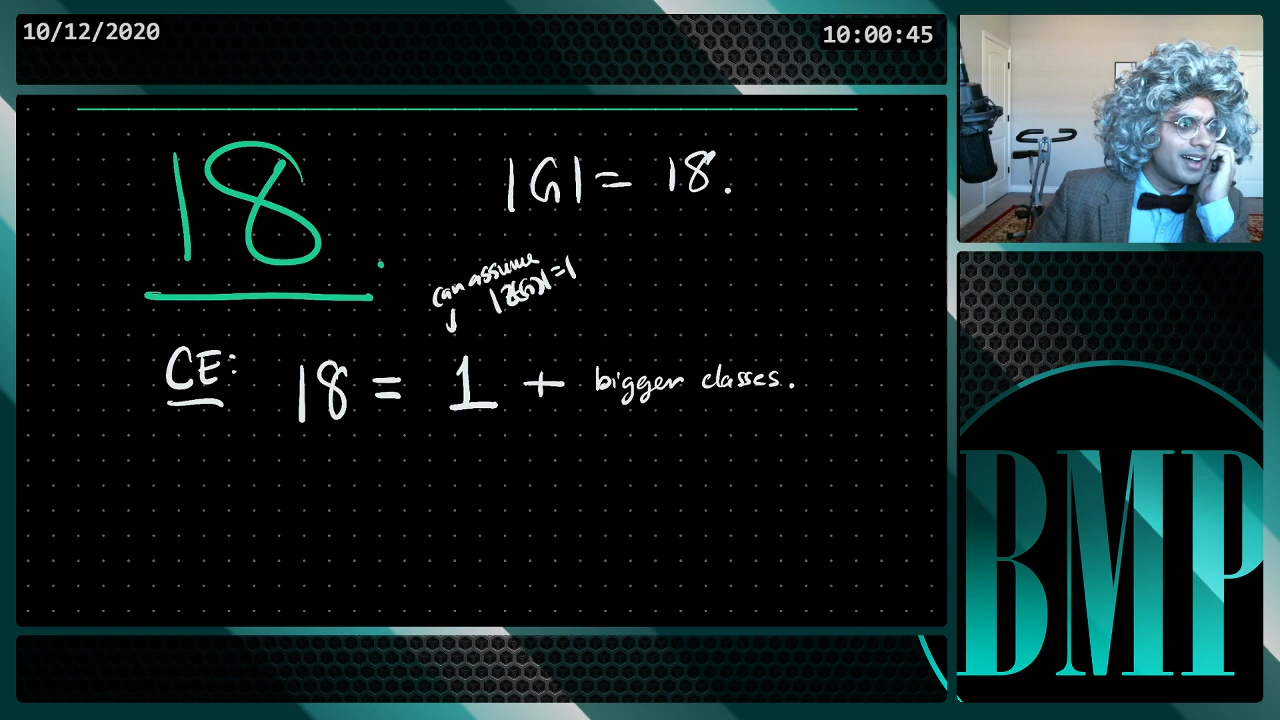 10/12/2020
10:00:45
18.
|G| = 18.
can assume
|Z(G)| = 1
CE: 18 = 1 + bigger classes.
BMP